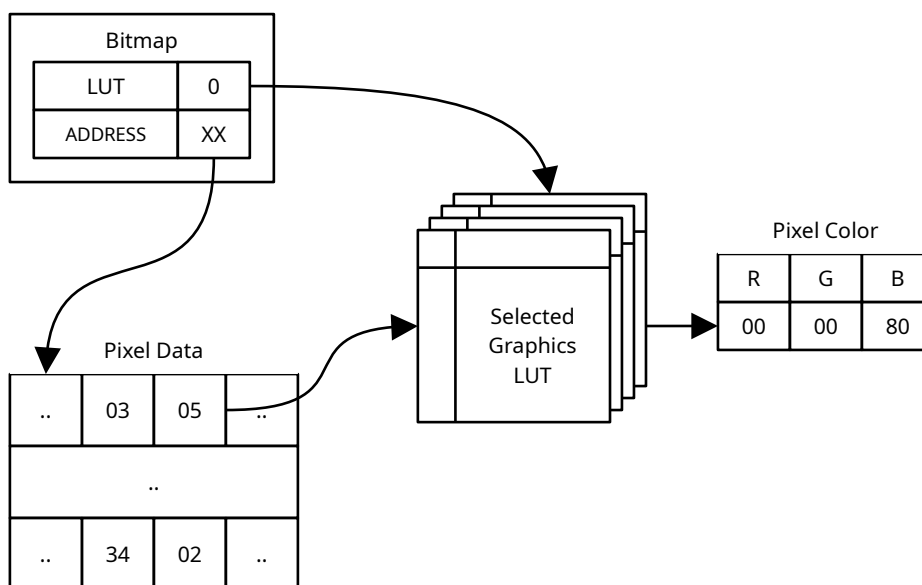 Bitmap
LUT 0
ADDRESS XX
Pixel Data
.. 03 05 ..
..
.. 34 02 ..
Selected
Graphics
LUT
Pixel Color
R G B
00 00 80